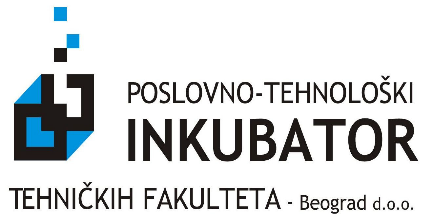 POSLOVNO-TEHNOLOŠKI
INKUBATOR
TEHNIČKIH FAKULTETA - Beograd d.o.o.